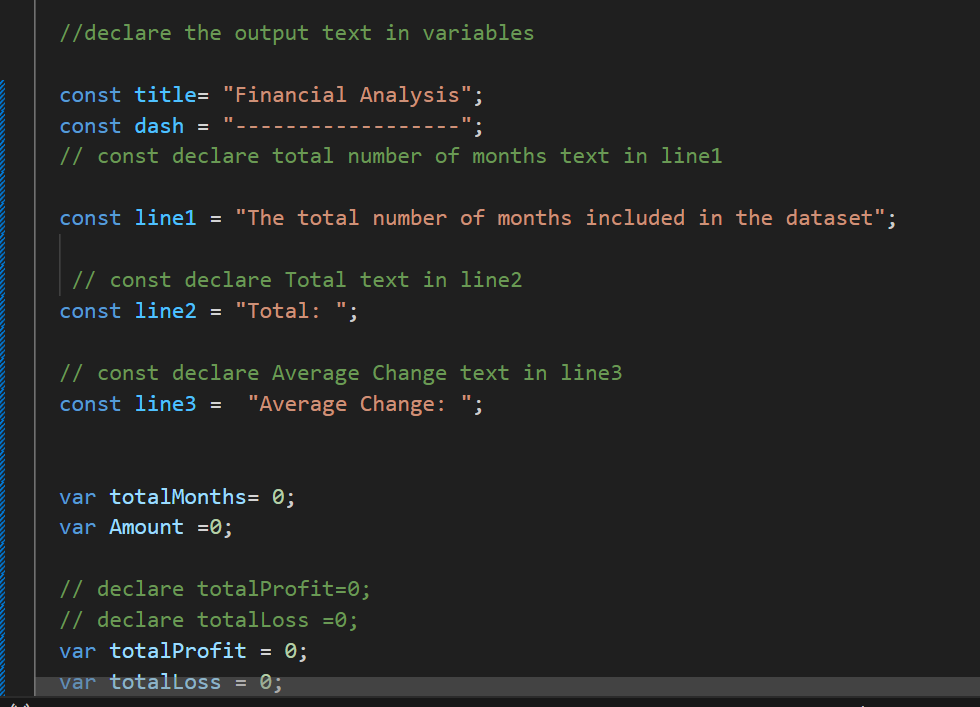 //declare the output text in variables
const title= "Financial Analysis";
const dash = "------------------";
// const declare total number of months text in line1
const line1 = "The total number of months included in the dataset";
// const declare Total text in line2
const line2 = "Total: ";
// const declare Average Change text in line3
const line3 =  "Average Change: ";
var totalMonths= 0;
var Amount =0;
// declare totalProfit=0;
// declare totalLoss =0;
var totalProfit = 0;
var totalLoss = 0;